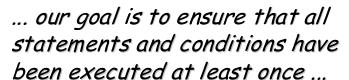 ... our goal is to ensure that all
statements and conditions have
been executed at least once ...